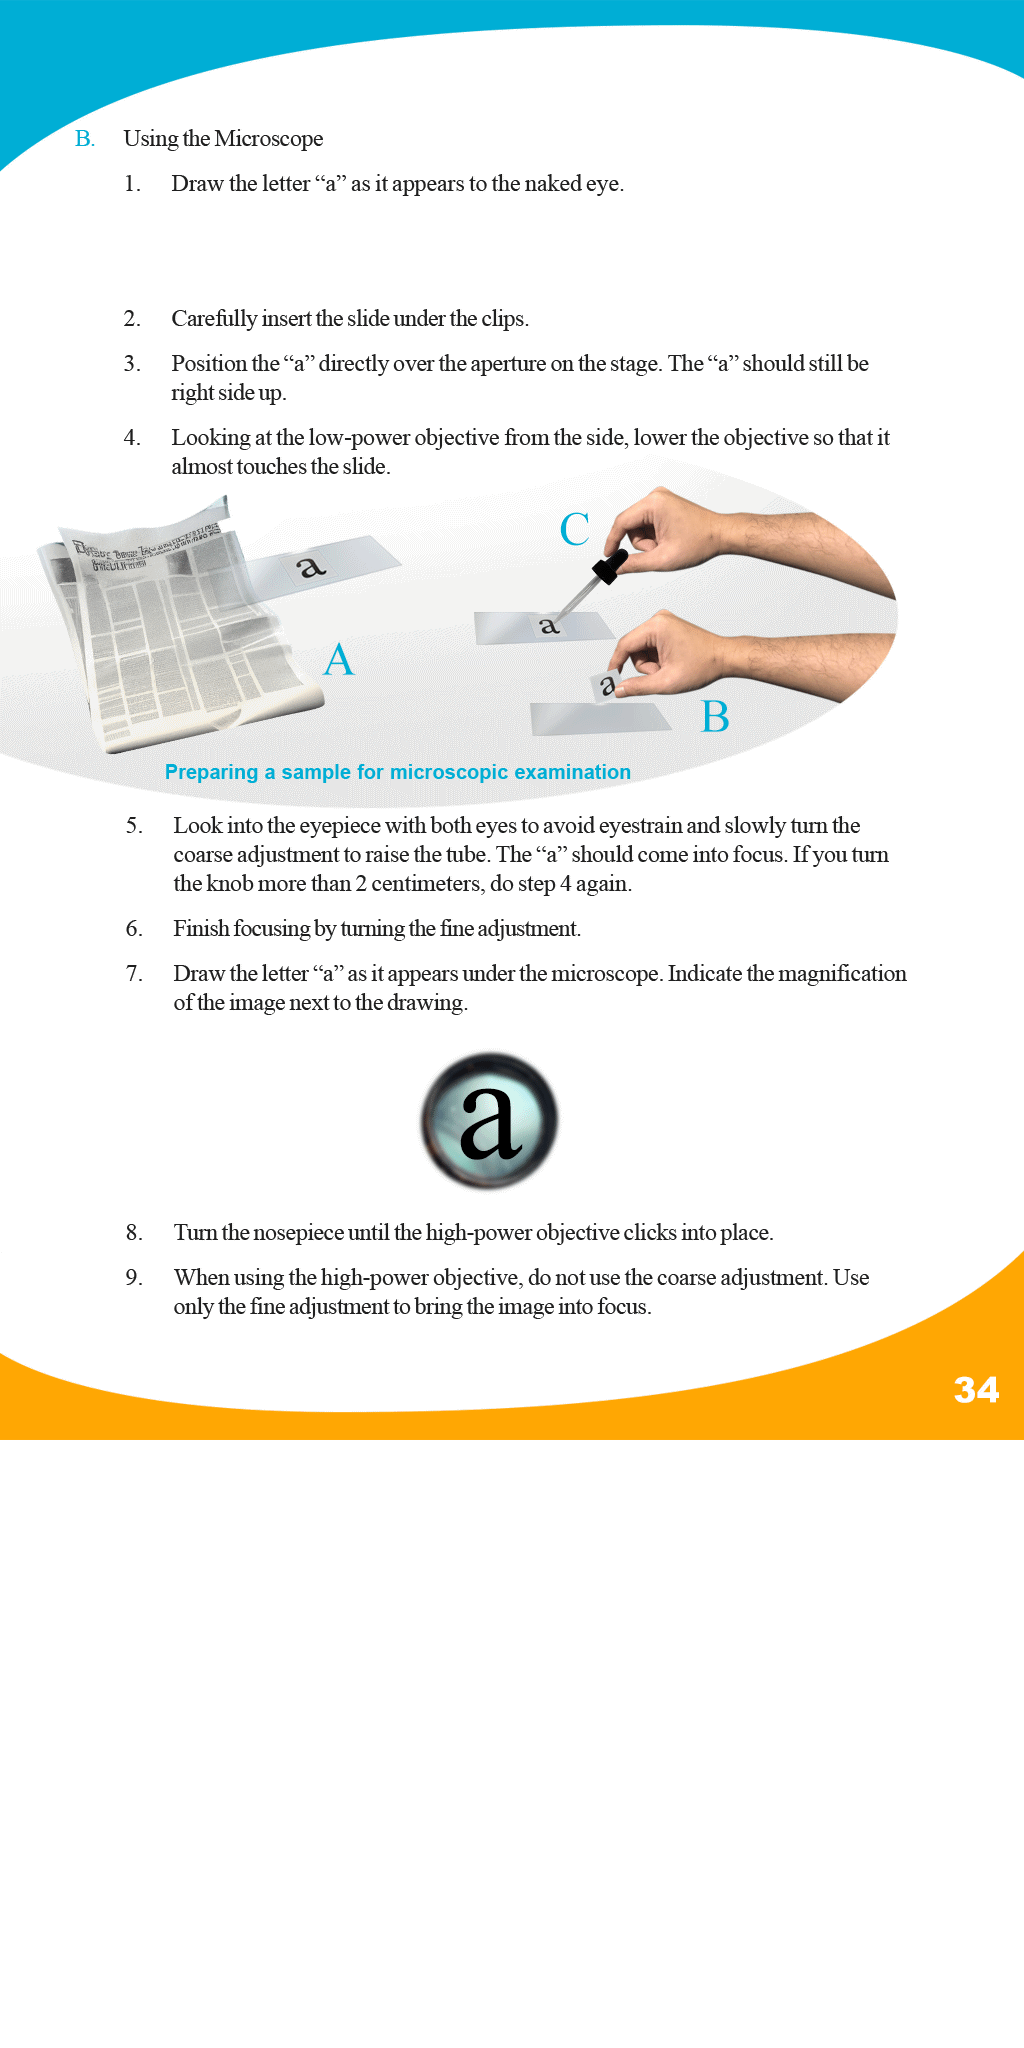 B. Using the Microscope
1. Draw the letter “a” as it appears to the naked eye.
2. Carefully insert the slide under the clips.
3. Position the “a” directly over the aperture on the stage. The “a” should still be
right side up.
4. Looking at the low-power objective from the side, lower the objective so that it
almost touches the slide.
C
a
a
A
a
B
Preparing a sample for microscopic examination
5. Look into the eyepiece with both eyes to avoid eyestrain and slowly turn the
coarse adjustment to raise the tube. The “a” should come into focus. If you turn
the knob more than 2 centimeters, do step 4 again.
6. Finish focusing by turning the fine adjustment.
7. Draw the letter “a” as it appears under the microscope. Indicate the magnification
of the image next to the drawing.
a
8. Turn the nosepiece until the high-power objective clicks into place.
9. When using the high-power objective, do not use the coarse adjustment. Use
only the fine adjustment to bring the image into focus.
34